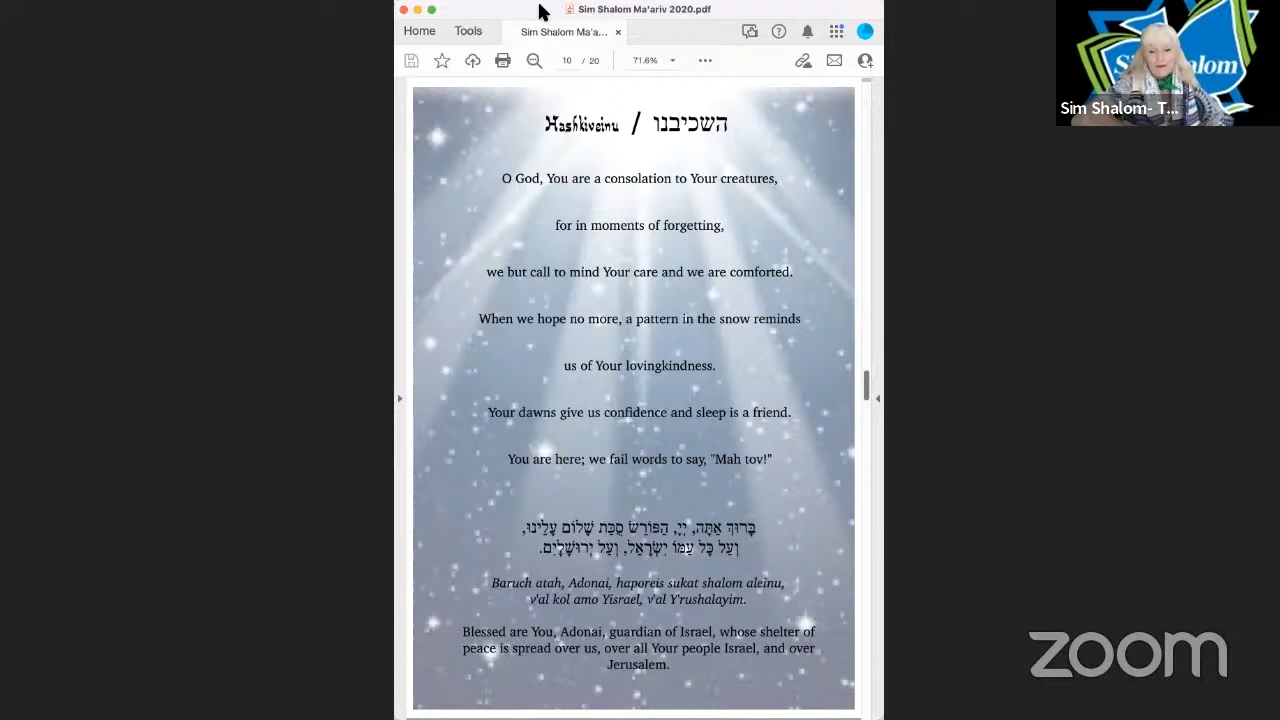 Sim Shalom Ma'ariv 2020.pdf
Home
Tools
Sim Shalom Ma'a...
×
10 / 20
71.6%
Hashkiveinu / השכיבנו
O God, You are a consolation to Your creatures,
for in moments of forgetting,
we but call to mind Your care and we are comforted.
When we hope no more, a pattern in the snow reminds
us of Your lovingkindness.
Your dawns give us confidence and sleep is a friend.
You are here; we fail words to say, "Mah tov!"
בָּרוּךְ אַתָּה, יְיָ, הַפּוֹרֵשׂ סֻכַּת שָׁלוֹם עָלֵינוּ,
וְעַל כָּל עַמּוֹ יִשְׂרָאֵל, וְעַל יְרוּשָׁלָיִם.
Baruch atah, Adonai, haporeis sukat shalom aleinu,
v'al kol amo Yisrael, v'al Y'rushalayim.
Blessed are You, Adonai, guardian of Israel, whose shelter of
peace is spread over us, over all Your people Israel, and over
Jerusalem.
Sim Shalom- T...
zoom